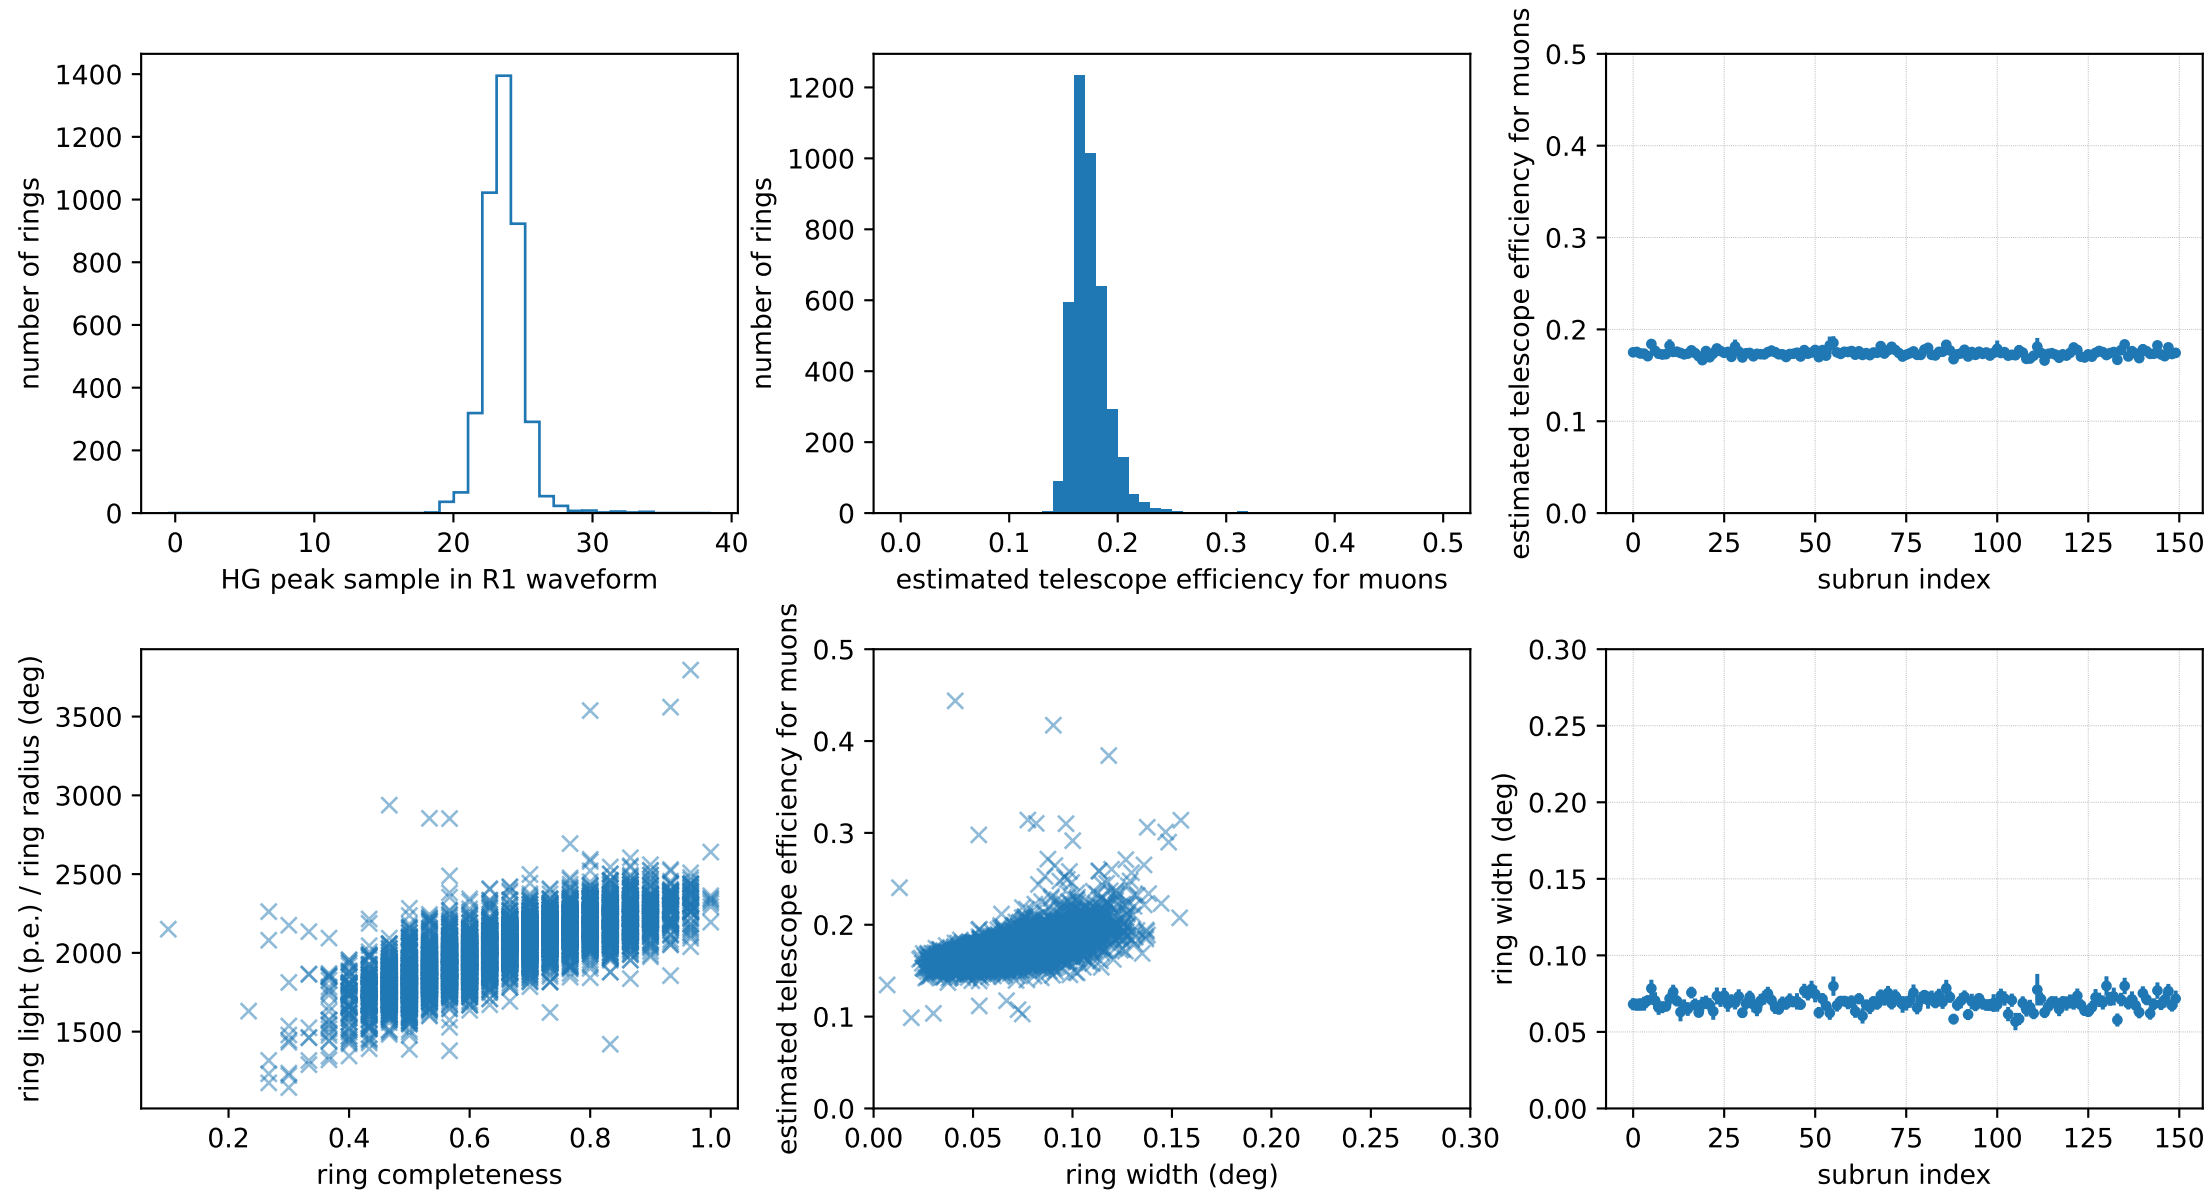 number of rings
1400
1200
1000
800
600
400
200
0
0 10 20 30 40
HG peak sample in R1 waveform
number of rings
1200
1000
800
600
400
200
0
0.0 0.1 0.2 0.3 0.4 0.5
estimated telescope efficiency for muons
estimated telescope efficiency for muons
0.5
0.4
0.3
0.2
0.1
0.0
0 25 50 75 100 125 150
subrun index
ring light (p.e.) / ring radius (deg)
3500
3000
2500
2000
1500
0.2 0.4 0.6 0.8 1.0
ring completeness
estimated telescope efficiency for muons
0.5
0.4
0.3
0.2
0.1
0.0
0.00 0.05 0.10 0.15 0.20 0.25 0.30
ring width (deg)
ring width (deg)
0.30
0.25
0.20
0.15
0.10
0.05
0.00
0 25 50 75 100 125 150
subrun index